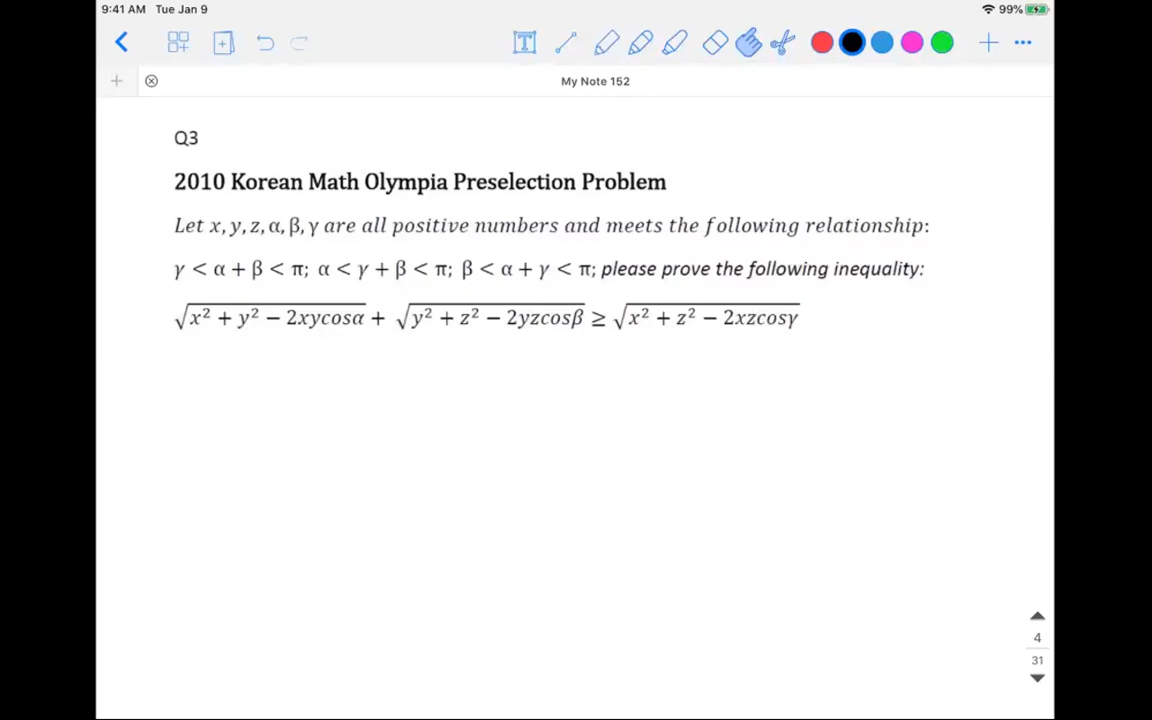 9:41 AM Tue Jan 9
99%
T
My Note 152
Q3
2010 Korean Math Olympia Preselection Problem
Let x, y, z, α, β, γ are all positive numbers and meets the following relationship:
γ < α + β < π; α < γ + β < π; β < α + γ < π; please prove the following inequality:
√x² + y² − 2xycosα + √y² + z² − 2yzcosβ ≥ √x² + z² − 2xzcosγ
4
31